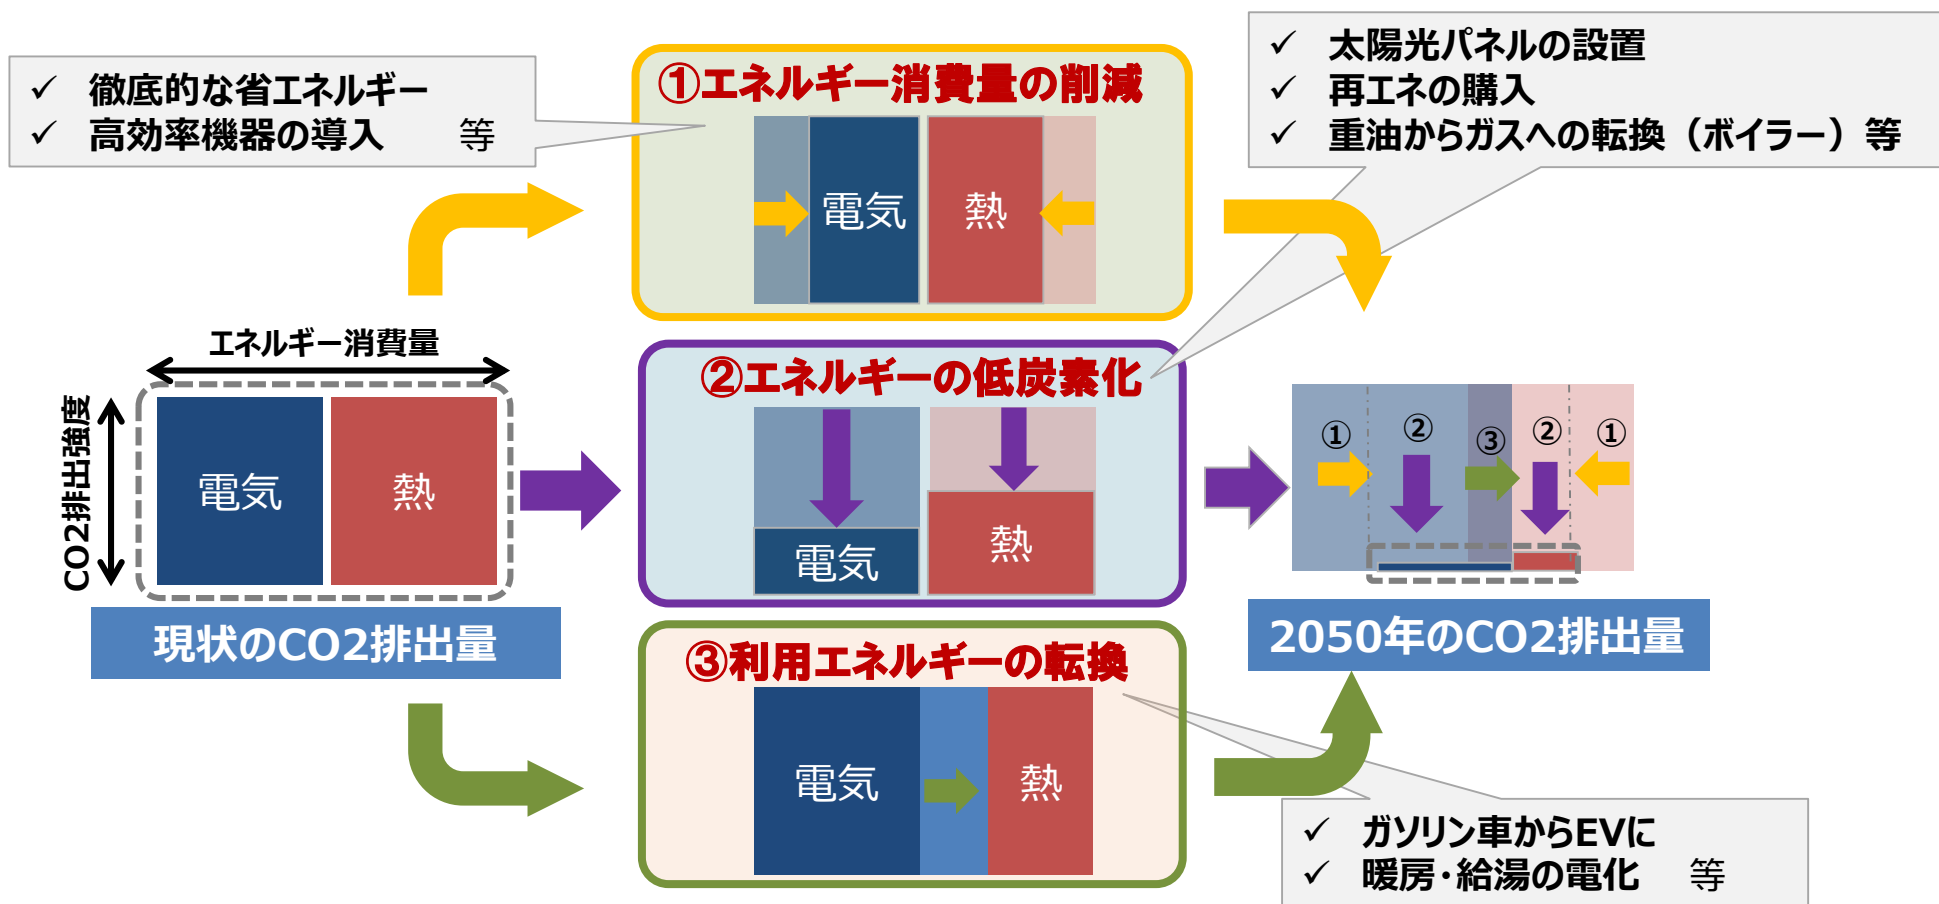 ✓ 徹底的な省エネルギー
✓ 高効率機器の導入 等
①エネルギー消費量の削減
電気
熱
✓ 太陽光パネルの設置
✓ 再エネの購入
✓ 重油からガスへの転換（ボイラー）等
エネルギー消費量
CO2排出強度
電気
熱
現状のCO2排出量
②エネルギーの低炭素化
電気
熱
①
②
③
②
①
2050年のCO2排出量
③利用エネルギーの転換
電気
熱
✓ ガソリン車からEVに
✓ 暖房・給湯の電化 等